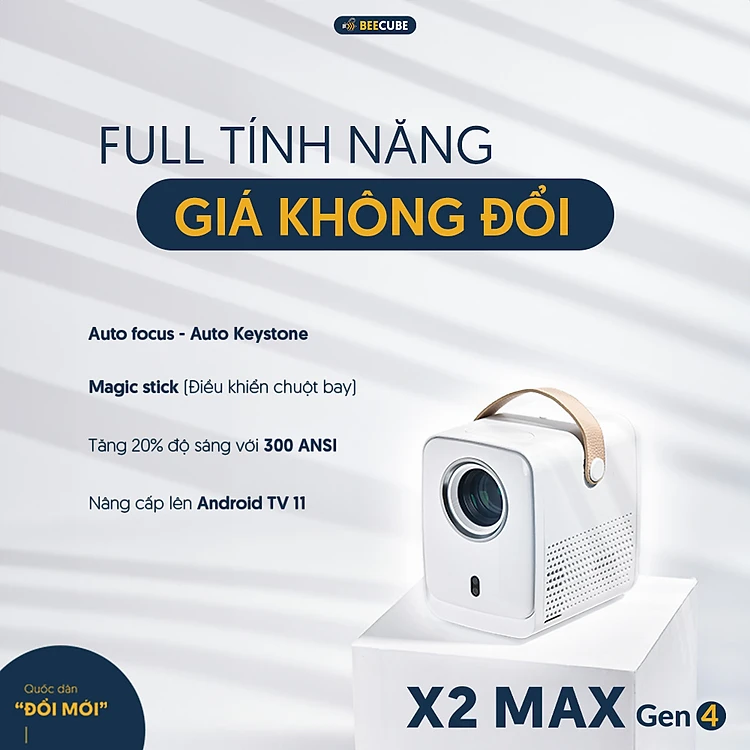 BEECUBE
FULL TÍNH NĂNG
GIÁ KHÔNG ĐỔI
Auto focus - Auto Keystone
Magic stick (Điều khiển chuột bay)
Tăng 20% độ sáng với 300 ANSI
Nâng cấp lên Android TV 11
Quốc dân
“ĐỔI MỚI”
X2 MAX Gen 4